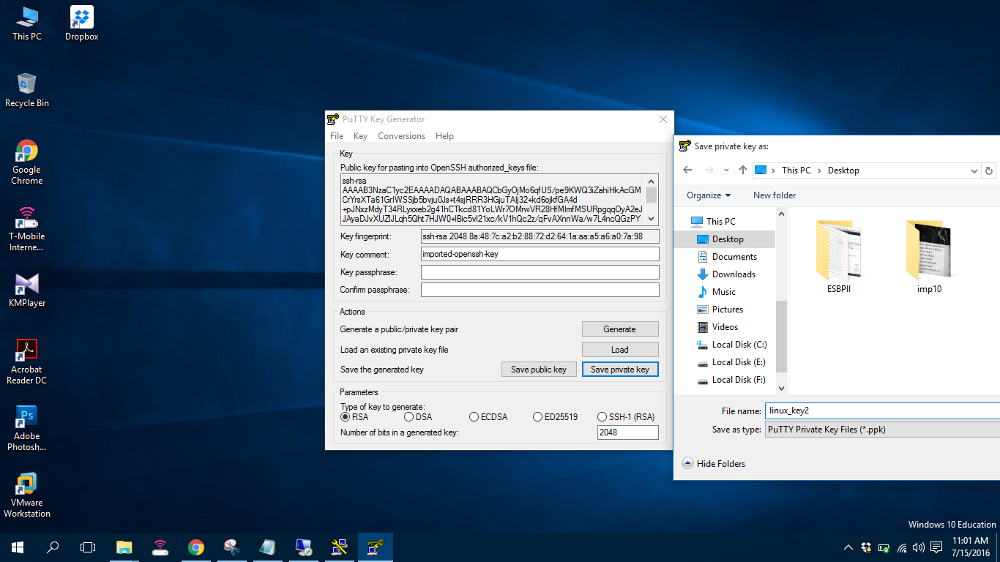 This PC
Dropbox
Recycle Bin
Google
Chrome
T-Mobile
Interne...
KMPlayer
Acrobat
Reader DC
Ps
Adobe
Photosh...
VMware
Workstation
PuTTY Key Generator
File Key Conversions Help
Key
Public key for pasting into OpenSSH authorized_keys file:
ssh-rsa
AAAAB3NzaC1yc2EAAAADAQABAAABAQCbGyOjMo6qfUS/pe9KWQ3iZahiHkAcGM
CrYrsXTa61GrlWSSjb5bvju0Js+t4sjRRR3HGjuTAlj32+kd6ojkfGA4d
+pJNxzMdyT34RLyxxeb2g41hCTkcd81YoLWr7OMrwVR28HfMlmfMSURpgqqOyA2eJ
JAyaDJvXUZlJLqh5Qht7HJW0+IBic5vI21xc/kV1hQc2z/qFvAXnnWa/w7L4ncQGzPY
Key fingerprint: ssh-rsa 2048 8a:48:7c:a2:b2:88:72:d2:64:1a:aa:a5:a6:a0:7a:98
Key comment: imported-openssh-key
Key passphrase:
Confirm passphrase:
Actions
Generate a public/private key pair Generate
Load an existing private key file Load
Save the generated key Save public key Save private key
Parameters
Type of key to generate:
RSA DSA ECDSA ED25519 SSH-1 (RSA)
Number of bits in a generated key: 2048
Save private key as:
This PC Desktop
Organize New folder
This PC
Desktop
Documents
Downloads
Music
Pictures
Videos
Local Disk (C:)
Local Disk (E:)
Local Disk (F:)
ESBPII imp10
File name: linux_key2
Save as type: PuTTY Private Key Files (*.ppk)
Hide Folders
Windows 10 Education
11:01 AM
7/15/2016